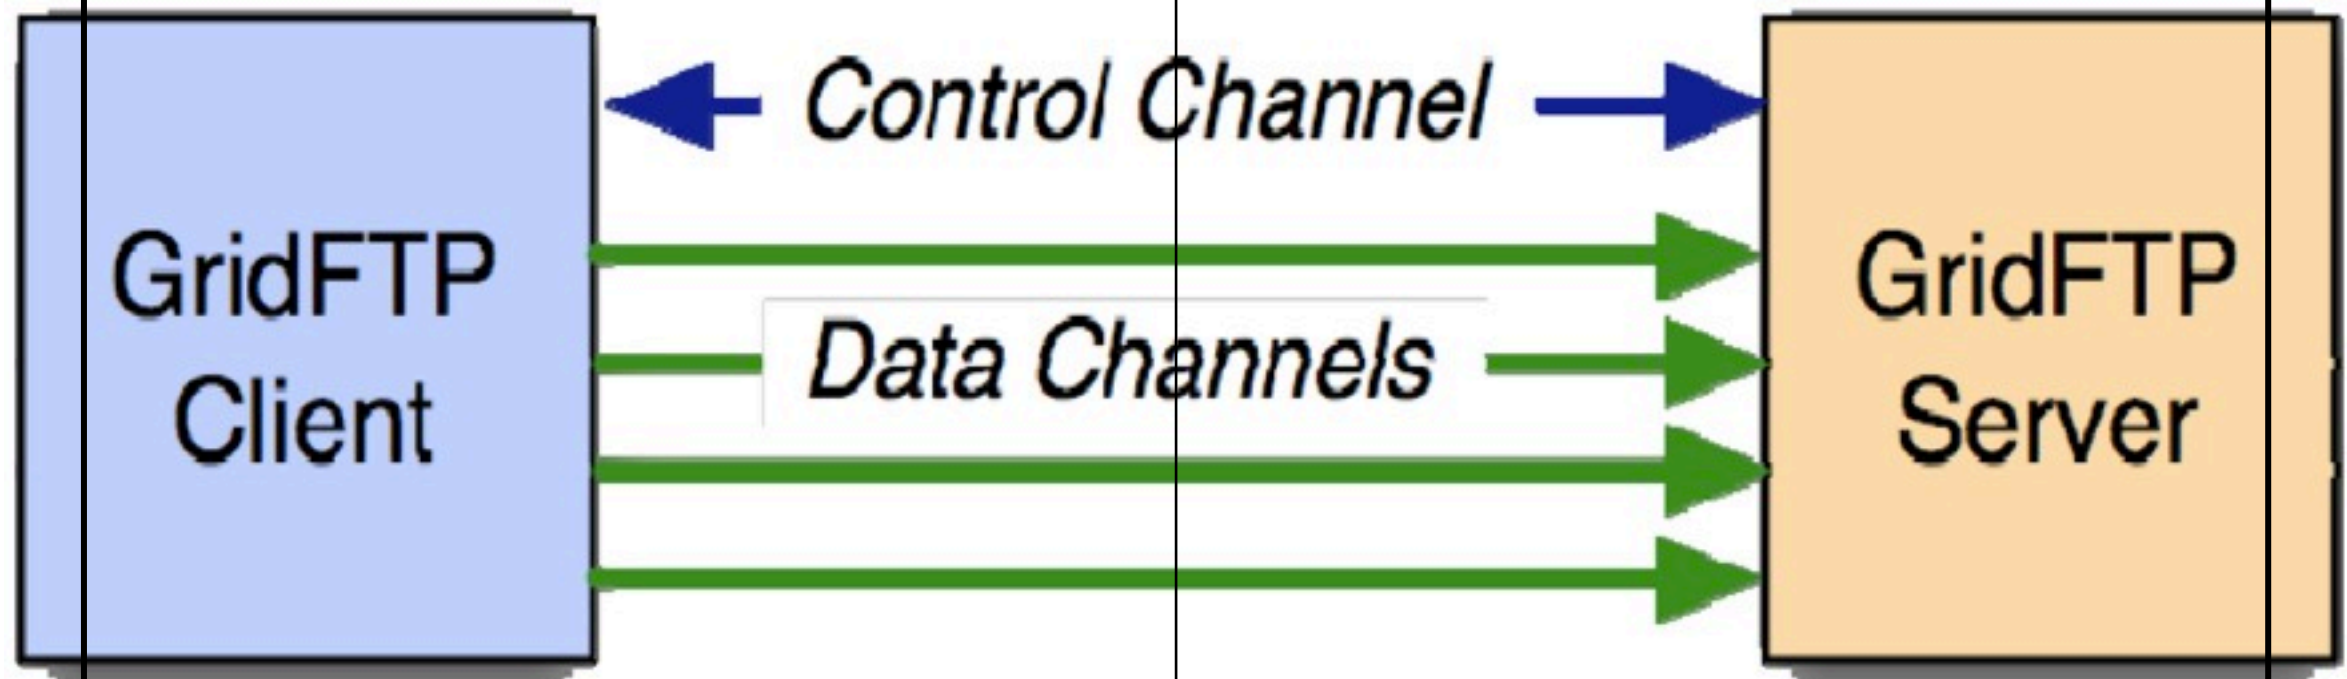 Control Channel
GridFTP
Client
Data Channels
GridFTP
Server